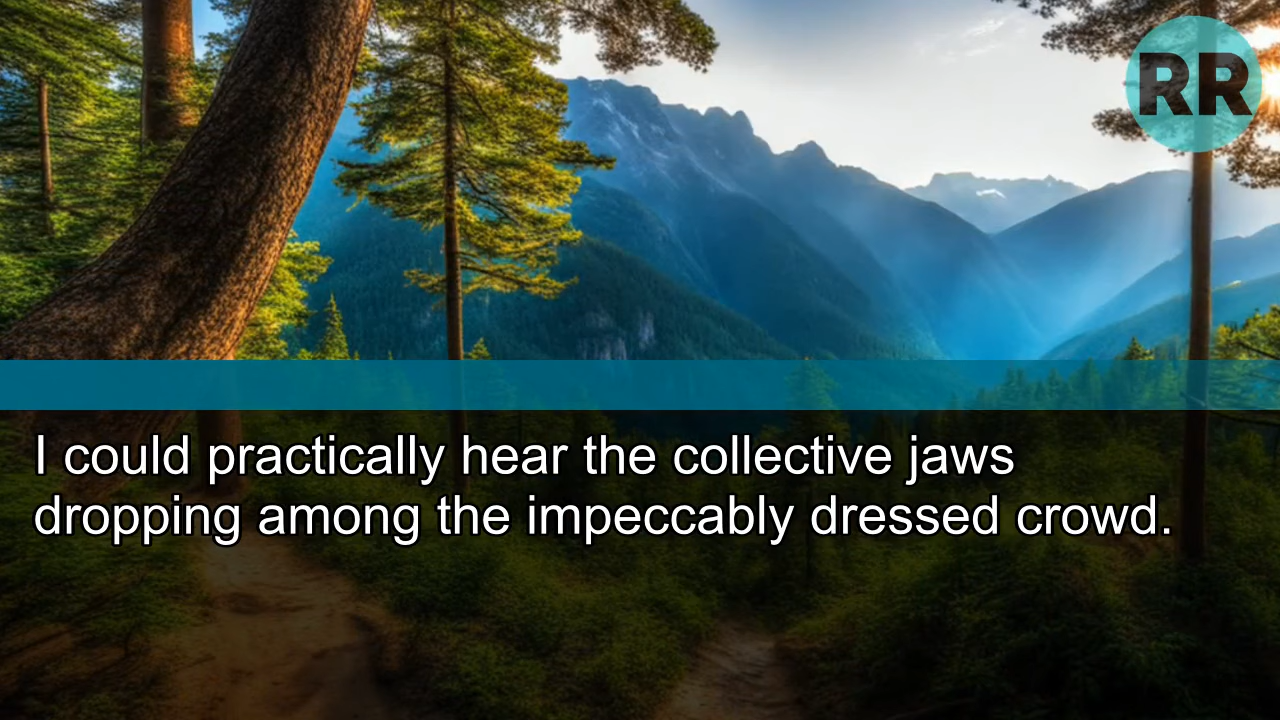 RR
I could practically hear the collective jaws
dropping among the impeccably dressed crowd.